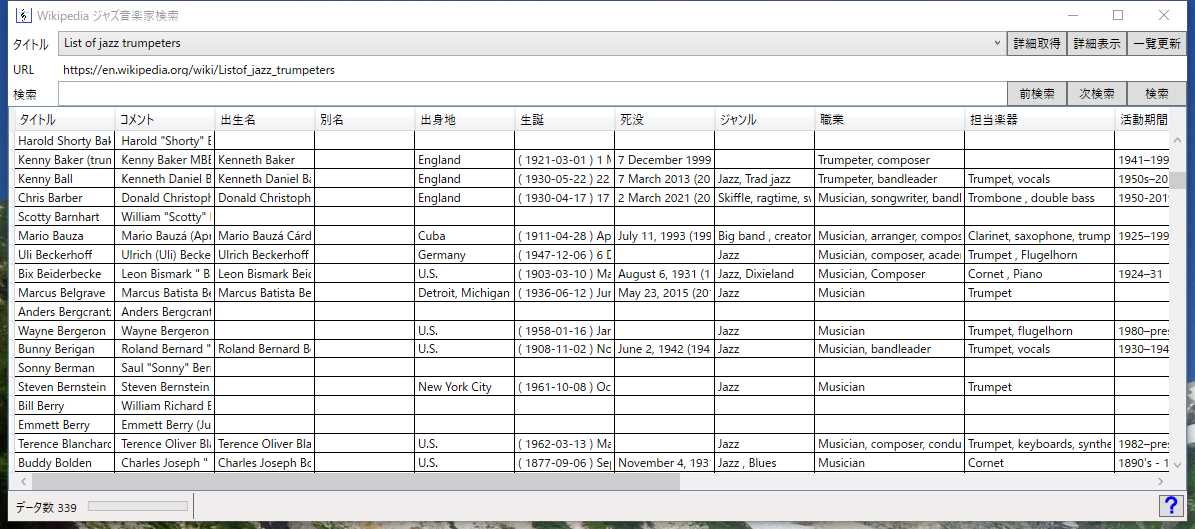 Wikipedia ジャズ音楽家検索
タイトル List of jazz trumpeters 詳細取得 詳細表示 一覧更新
URL https://en.wikipedia.org/wiki/Listof_jazz_trumpeters
検索 前検索 次検索 検索
タイトル コメント 出生名 別名 出身地 生誕 死没 ジャンル 職業 担当楽器 活動期間
Harold Shorty Bak Harold "Shorty" E
Kenny Baker (trun Kenny Baker MBE Kenneth Baker England ( 1921-03-01 ) 1 M 7 December 1999 Trumpeter, composer 1941–199
Kenny Ball Kenneth Daniel B Kenneth Daniel Ba England ( 1930-05-22 ) 22 7 March 2013 (20 Jazz, Trad jazz Trumpeter, bandleader Trumpet, vocals 1950s–20
Chris Barber Donald Christoph Donald Christoph England ( 1930-04-17 ) 17 2 March 2021 (20 Skiffle, ragtime, sw Musician, songwriter, bandl Trombone , double bass 1950-201
Scotty Barnhart William "Scotty" I
Mario Bauza Mario Bauzá (Apr Mario Bauzá Cárd Cuba ( 1911-04-28 ) Ap July 11, 1993 (199 Big band , creator Musician, arranger, compos Clarinet, saxophone, trump 1925–199
Uli Beckerhoff Ulrich (Uli) Becke Ulrich Beckerhoff Germany ( 1947-12-06 ) 6 D Musician, composer, acade Trumpet , Flugelhorn
Bix Beiderbecke Leon Bismark " B Leon Bismark Beid U.S. ( 1903-03-10 ) Ma August 6, 1931 (1 Jazz, Dixieland Musician, Composer Cornet , Piano 1924–31
Marcus Belgrave Marcus Batista Be Marcus Batista Be Detroit, Michigan ( 1936-06-12 ) Jur May 23, 2015 (20 Jazz Musician Trumpet
Anders Bergcrant Anders Bergcrant
Wayne Bergeron Wayne Bergeron U.S. ( 1958-01-16 ) Jar Jazz Musician Trumpet, flugelhorn 1980–pres
Bunny Berigan Roland Bernard " Roland Bernard B U.S. ( 1908-11-02 ) No June 2, 1942 (194 Jazz Musician, bandleader Trumpet, vocals 1930–194
Sonny Berman Saul "Sonny" Berr
Steven Bernstein Steven Bernstein New York City ( 1961-10-08 ) Oc Jazz Musician Trumpet
Bill Berry William Richard E
Emmett Berry Emmett Berry (Ju
Terence Blanchard Terence Oliver Bla Terence Oliver Bla U.S. ( 1962-03-13 ) Ma Jazz Musician, composer, condu Trumpet, keyboards, synthe 1982–pres
Buddy Bolden Charles Joseph " Charles Joseph Bo U.S. ( 1877-09-06 ) Sep November 4, 193 Jazz , Blues Musician Cornet 1890's - 1
データ数 339 ?